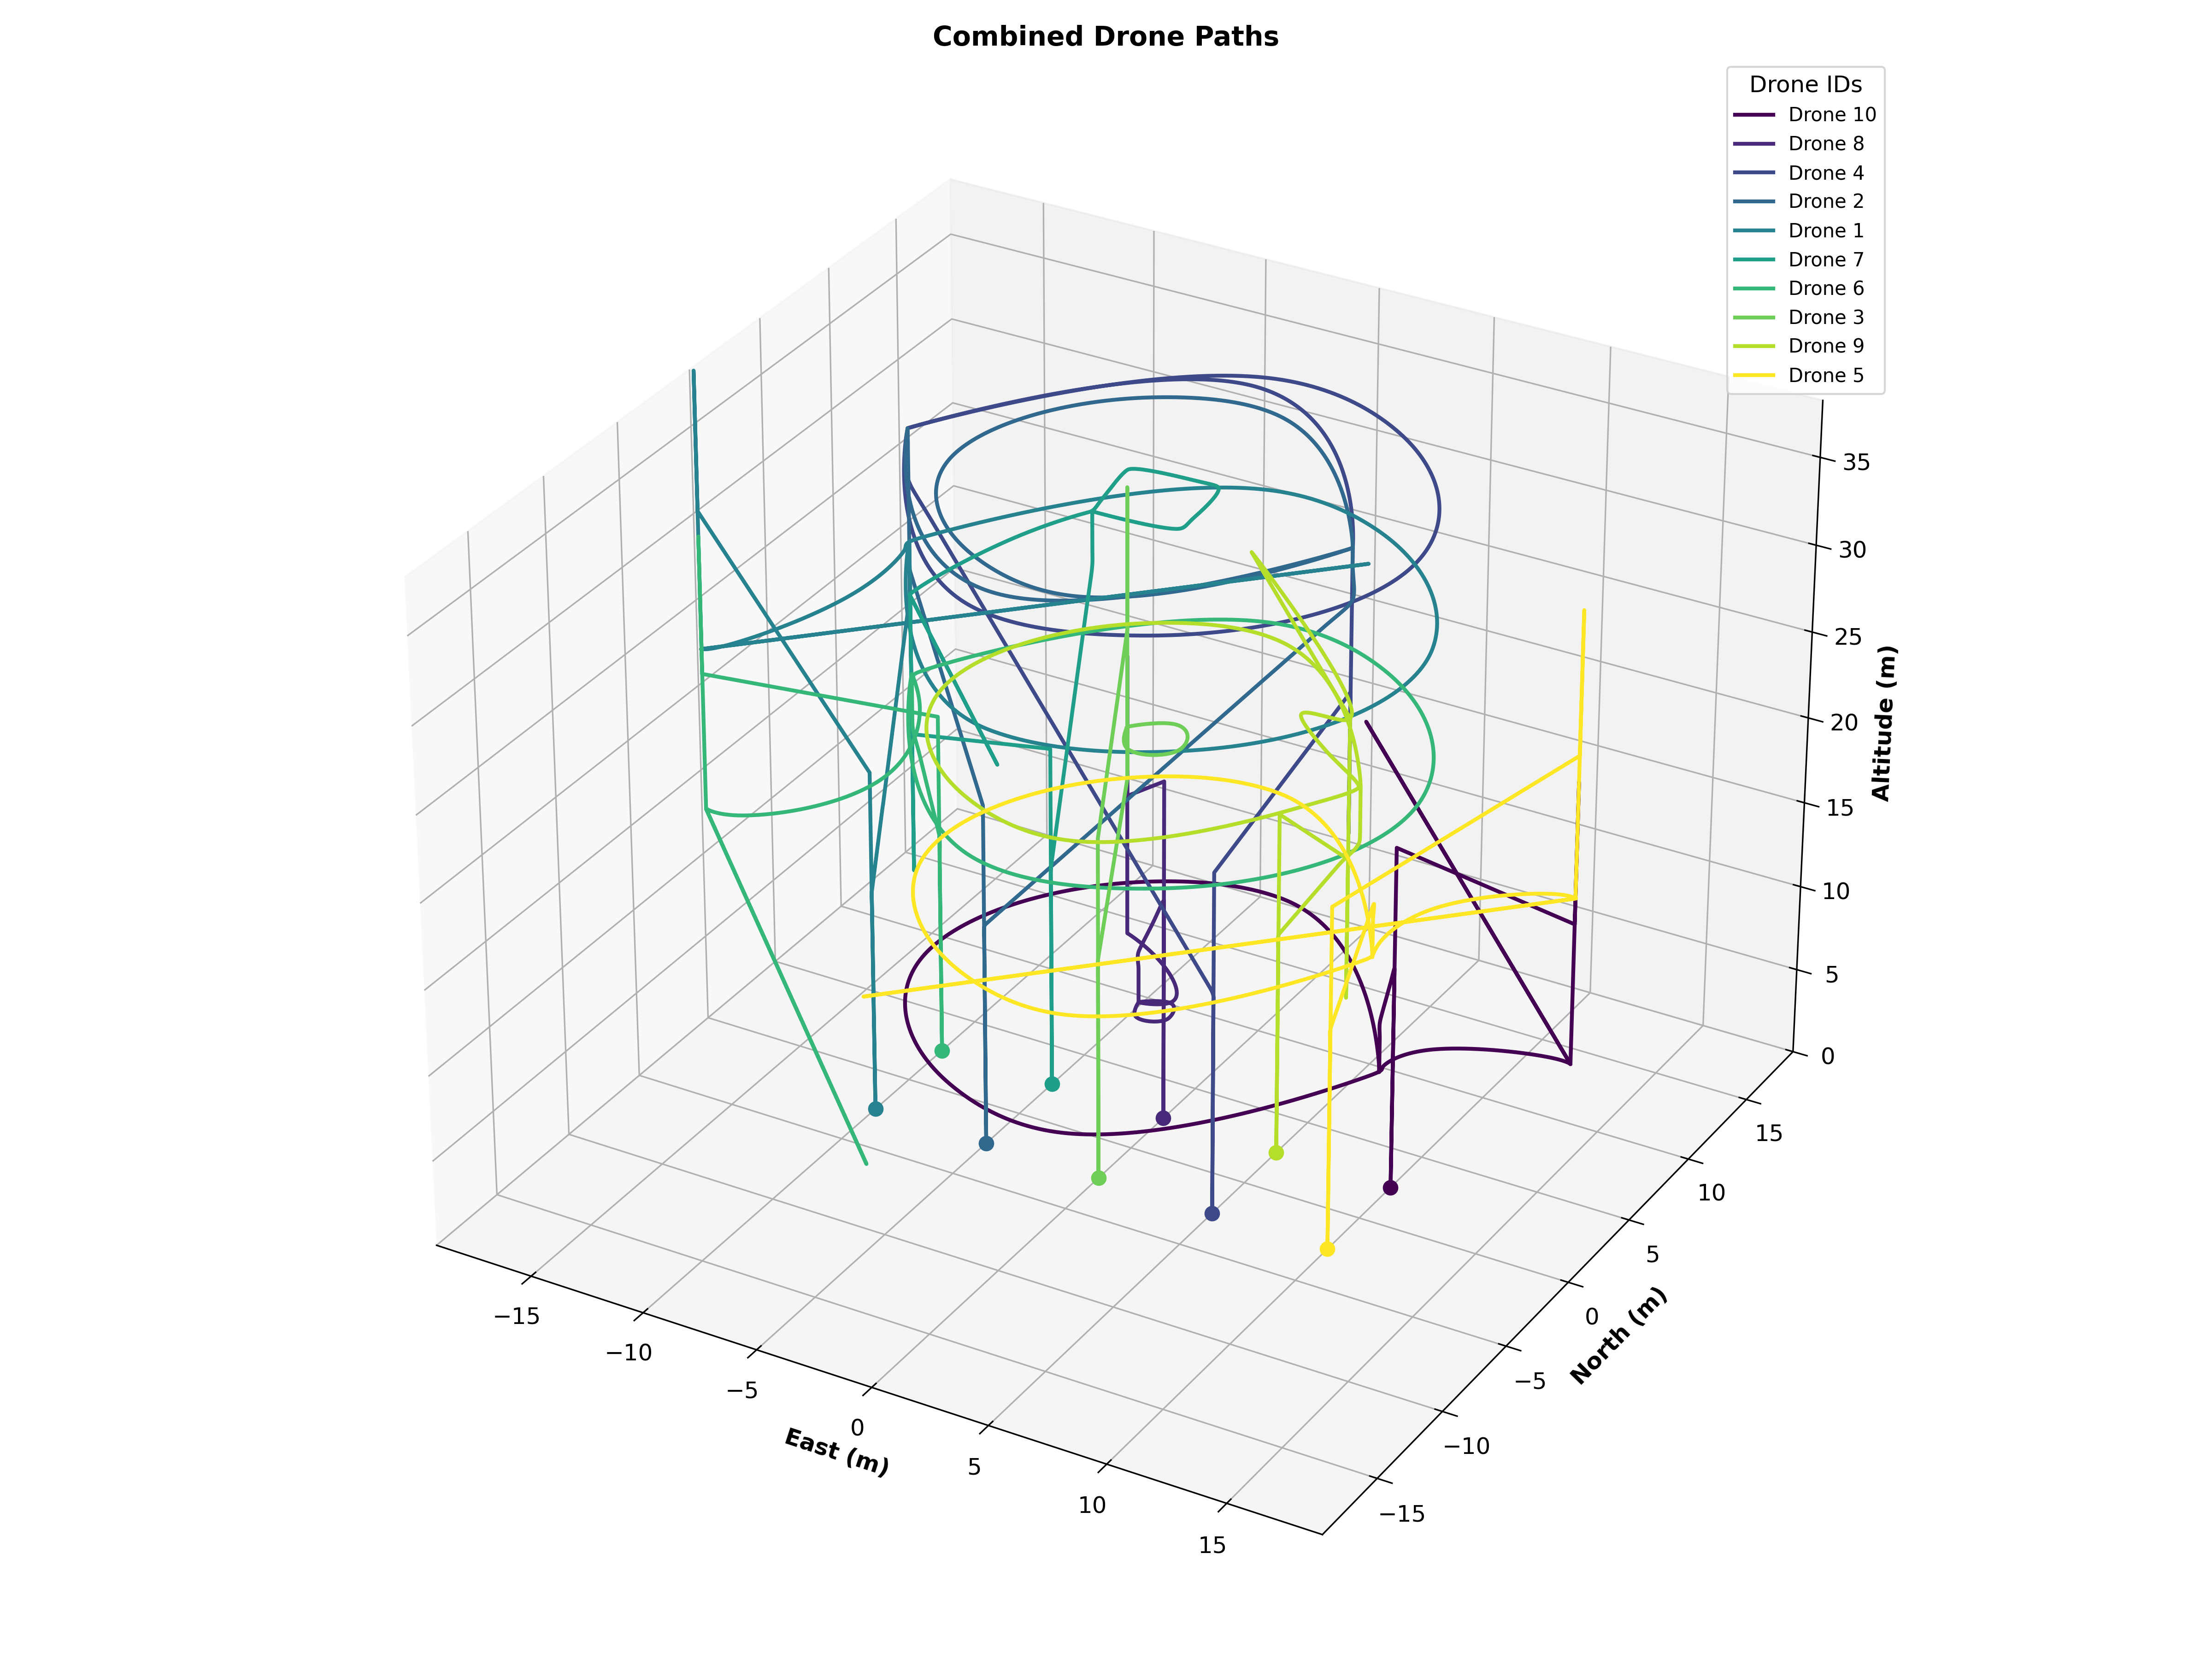 Combined Drone Paths
Drone IDs
Drone 10
Drone 8
Drone 4
Drone 2
Drone 1
Drone 7
Drone 6
Drone 3
Drone 9
Drone 5
35
30
25
20
15
10
5
0
Altitude (m)
15
10
5
0
−5
−10
−15
North (m)
−15
−10
−5
0
5
10
15
East (m)